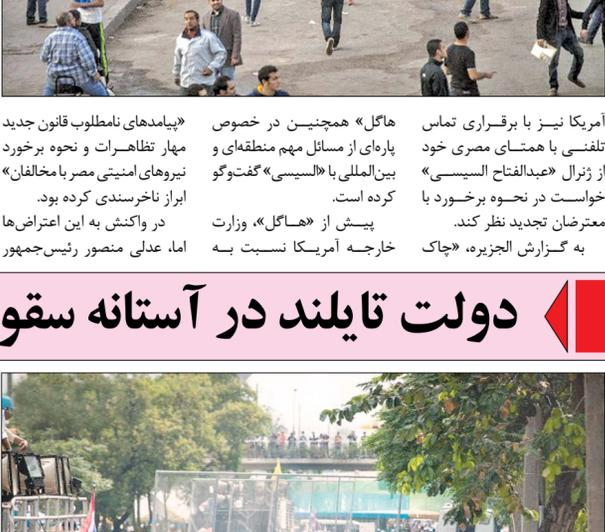 آمریکا نیز با برقراری تماس
تلفنی با همتای مصری خود
از ژنرال «عبدالفتاح السیسی»
خواست در نحوه برخورد با
معترضان تجدید نظر کند.
به گزارش الجزیره، «چاک
هاگل» همچنین در خصوص
پاره‌ای از مسائل مهم منطقه‌ای و
بین‌المللی با «السیسی» گفت‌وگو
کرده است.
پیش از «هاگل»، وزارت
خارجه آمریکا نسبت به
«پیامدهای نامطلوب قانون جدید
مهار تظاهرات و نحوه برخورد
نیروهای امنیتی مصر با مخالفان»
ابراز ناخرسندی کرده بود.
در واکنش به این اعتراض‌ها
اما، عدلی منصور رئیس‌جمهور
دولت تایلند در آستانه سقو